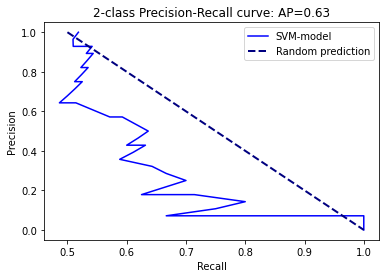 2-class Precision-Recall curve: AP=0.63
SVM-model
Random prediction
Precision
1.0
0.8
0.6
0.4
0.2
0.0
0.5
0.6
0.7
0.8
0.9
1.0
Recall